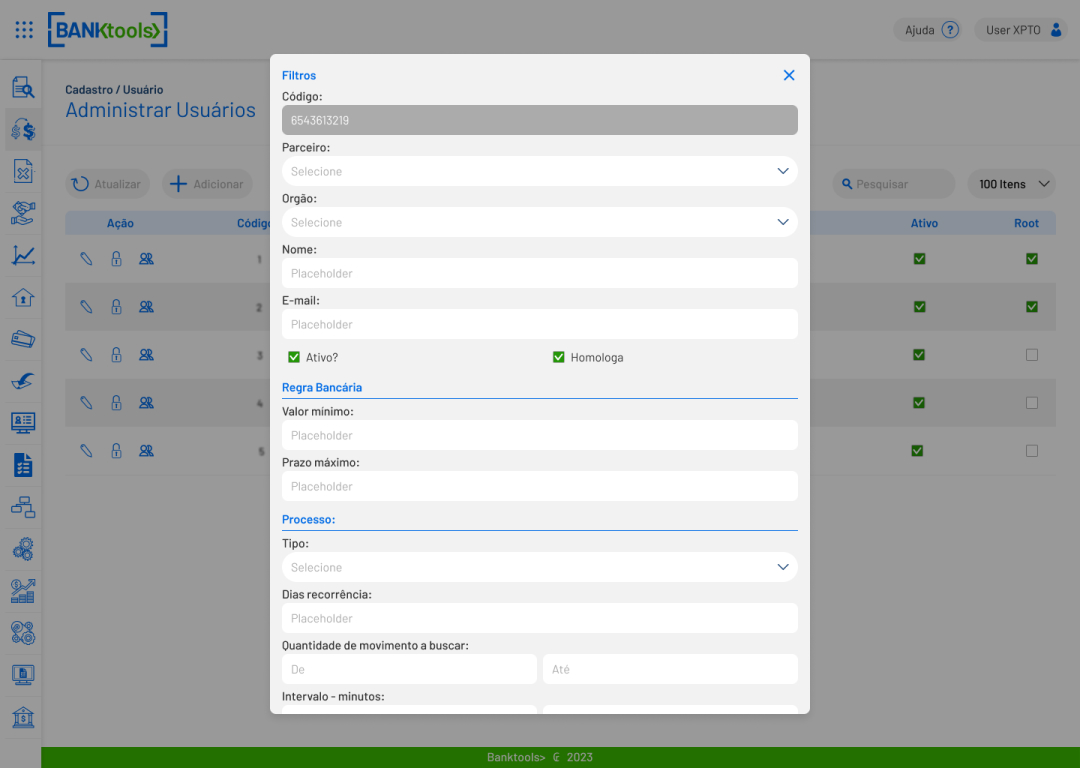 BANKtools>
Ajuda ?
User XPTO
Cadastro / Usuário
Administrar Usuários
Atualizar
Adicionar
Pesquisar
100 Itens
Ação
Código
Ativo
Root
1
2
3
4
5
Filtros
Código:
6543613219
Parceiro:
Selecione
Orgão:
Selecione
Nome:
Placeholder
E-mail:
Placeholder
Ativo?
Homologa
Regra Bancária
Valor mínimo:
Placeholder
Prazo máximo:
Placeholder
Processo:
Tipo:
Selecione
Dias recorrência:
Placeholder
Quantidade de movimento a buscar:
De
Até
Intervalo - minutos:
Banktools> 2023